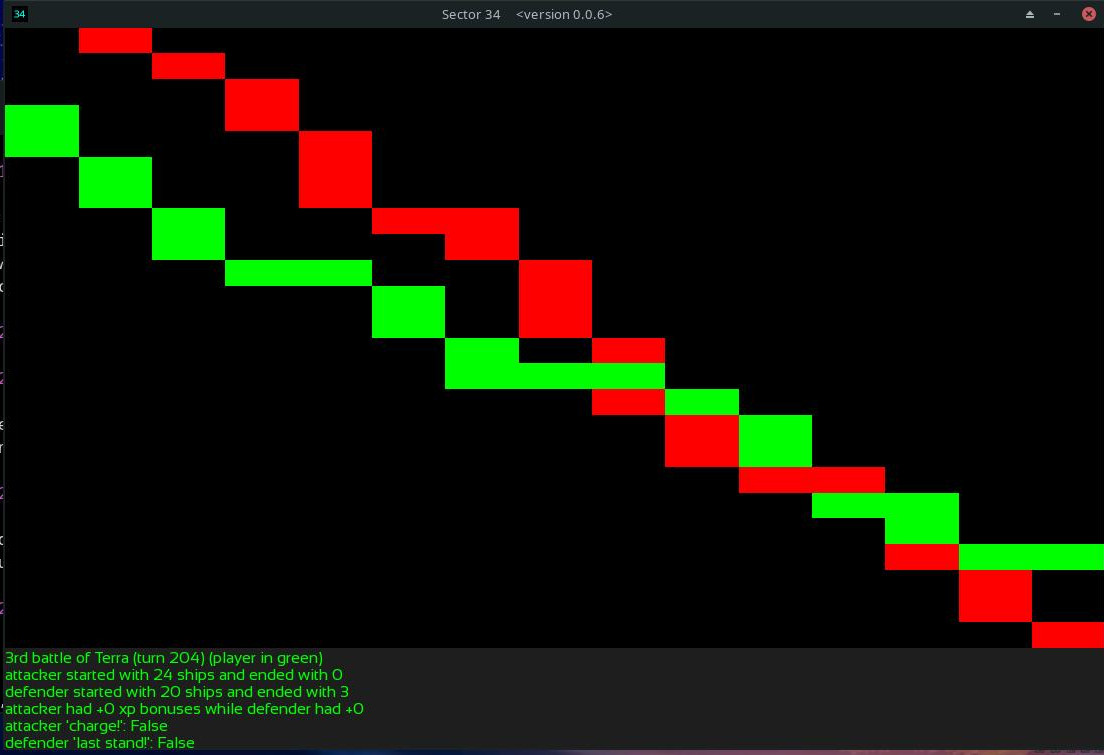 34
Sector 34 <version 0.0.6>
3rd battle of Terra (turn 204) (player in green)
attacker started with 24 ships and ended with 0
defender started with 20 ships and ended with 3
attacker had +0 xp bonuses while defender had +0
attacker 'charge!': False
defender 'last stand!': False